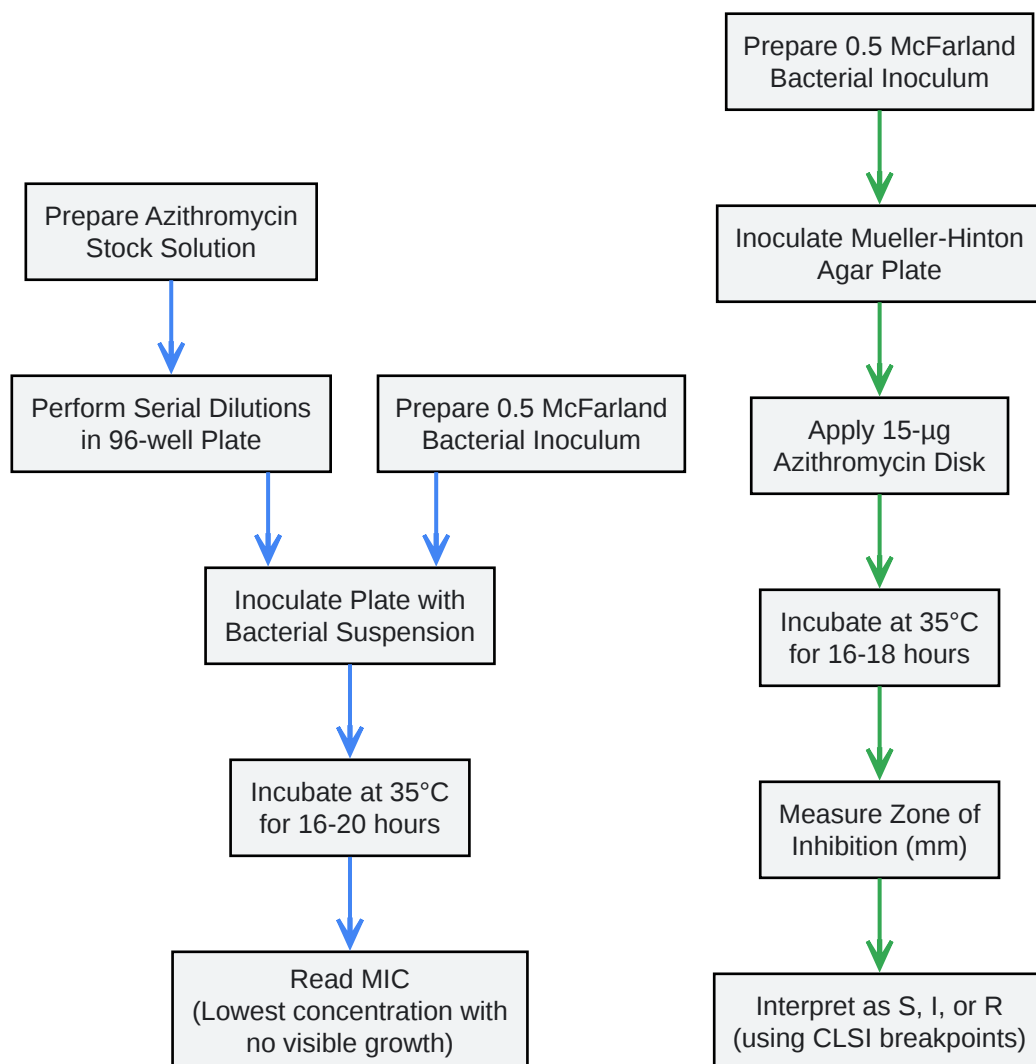 Prepare Azithromycin
Stock Solution
Perform Serial Dilutions
in 96-well Plate
Prepare 0.5 McFarland
Bacterial Inoculum
Inoculate Plate with
Bacterial Suspension
Incubate at 35°C
for 16-20 hours
Read MIC
(Lowest concentration with
no visible growth)
Prepare 0.5 McFarland
Bacterial Inoculum
Inoculate Mueller-Hinton
Agar Plate
Apply 15-µg
Azithromycin Disk
Incubate at 35°C
for 16-18 hours
Measure Zone of
Inhibition (mm)
Interpret as S, I, or R
(using CLSI breakpoints)